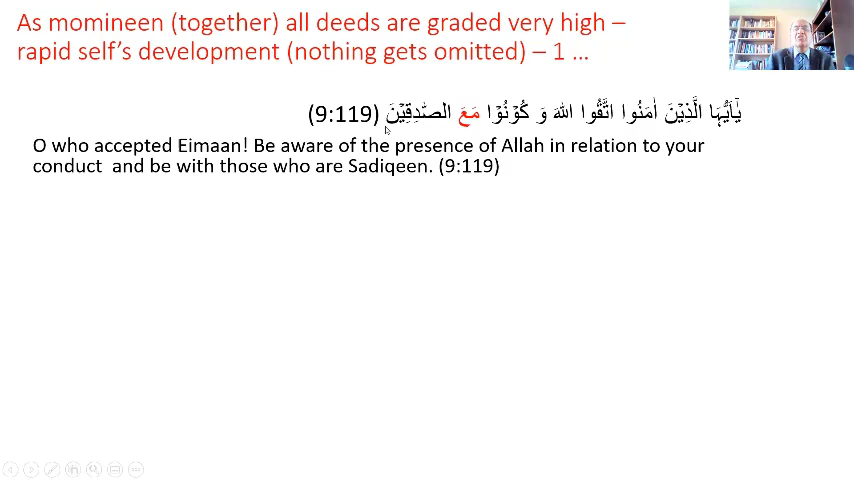 As momineen (together) all deeds are graded very high –
rapid self’s development (nothing gets omitted) – 1 …
یٰۤاَیُّہَا الَّذِیۡنَ اٰمَنُوا اتَّقُوا اللّٰہَ وَ کُوۡنُوۡا مَعَ الصّٰدِقِیۡنَ (9:119)
O who accepted Eimaan! Be aware of the presence of Allah in relation to your
conduct and be with those who are Sadiqeen. (9:119)